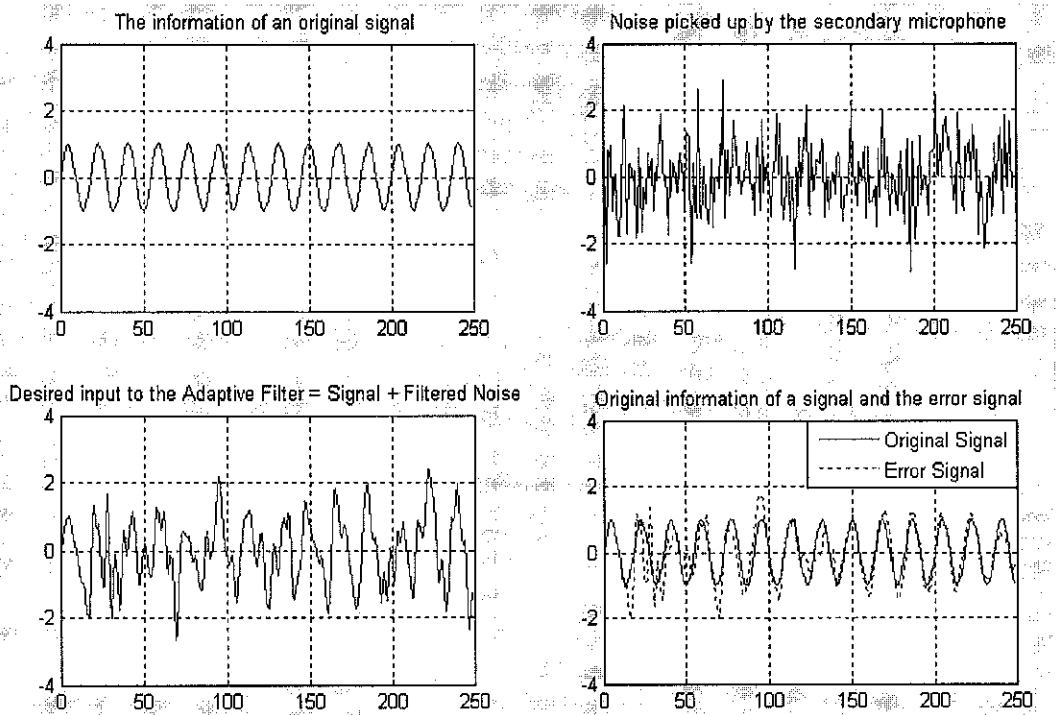 The information of an original signal
4
2
0
-2
-4
0 50 100 150 200 250
Noise picked up by the secondary microphone
4
2
0
-2
-4
0 50 100 150 200 250
Desired input to the Adaptive Filter = Signal + Filtered Noise
4
2
0
-2
-4
0 50 100 150 200 250
Original information of a signal and the error signal
4
2
0
-2
-4
0 50 100 150 200 250
Original Signal
Error Signal